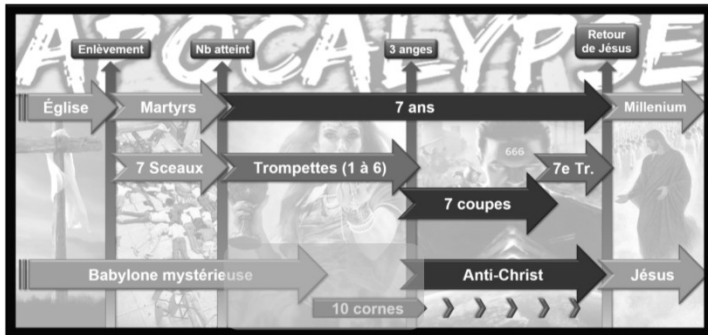 APOCALYPSE
Enlèvement
Nb atteint
3 anges
Retour
de Jésus
Église
Martyrs
7 ans
Millenium
7 Sceaux
Trompettes (1 à 6)
666
7e Tr.
7 coupes
Babylone mystérieuse
Anti-Christ
Jésus
10 cornes